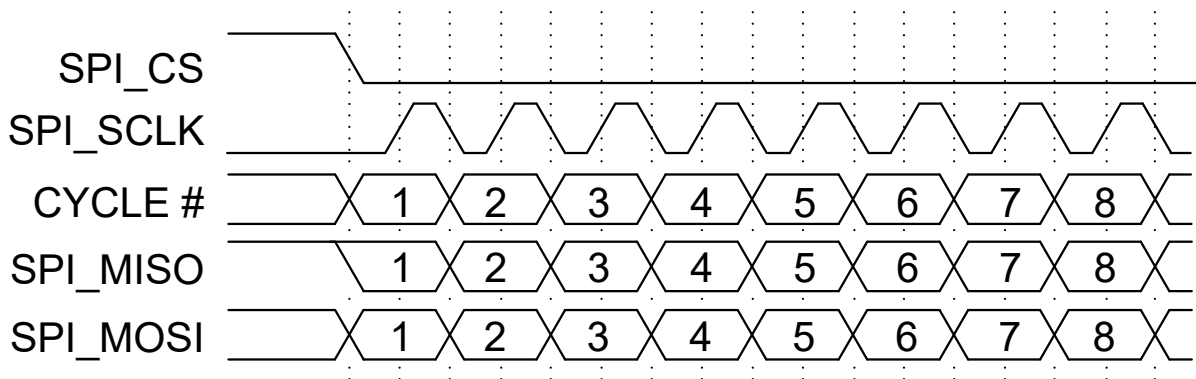 SPI_CS
SPI_SCLK
CYCLE # 1 2 3 4 5 6 7 8
SPI_MISO 1 2 3 4 5 6 7 8
SPI_MOSI 1 2 3 4 5 6 7 8